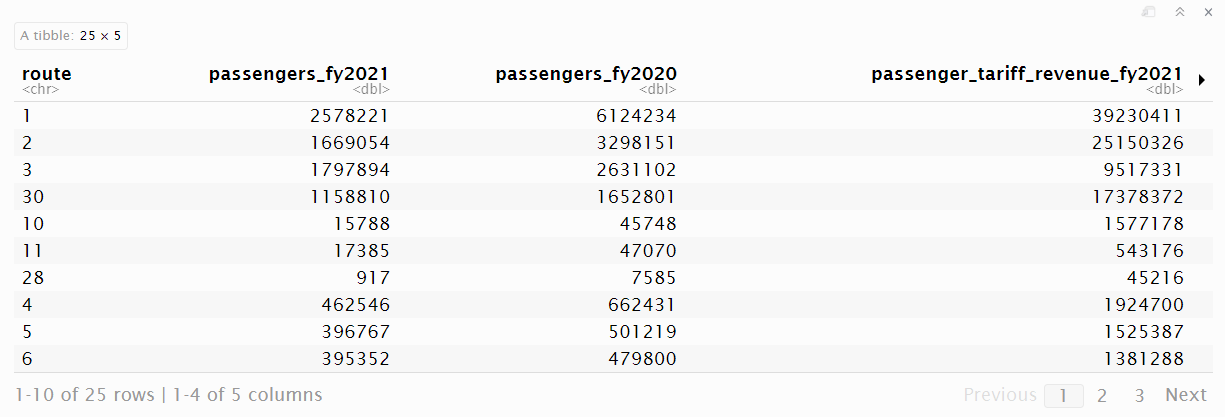 A tibble: 25 × 5
route passengers_fy2021 passengers_fy2020 passenger_tariff_revenue_fy2021
<chr> <dbl> <dbl> <dbl>
1 2578221 6124234 39230411
2 1669054 3298151 25150326
3 1797894 2631102 9517331
30 1158810 1652801 17378372
10 15788 45748 1577178
11 17385 47070 543176
28 917 7585 45216
4 462546 662431 1924700
5 396767 501219 1525387
6 395352 479800 1381288
1-10 of 25 rows | 1-4 of 5 columns Previous 1 2 3 Next